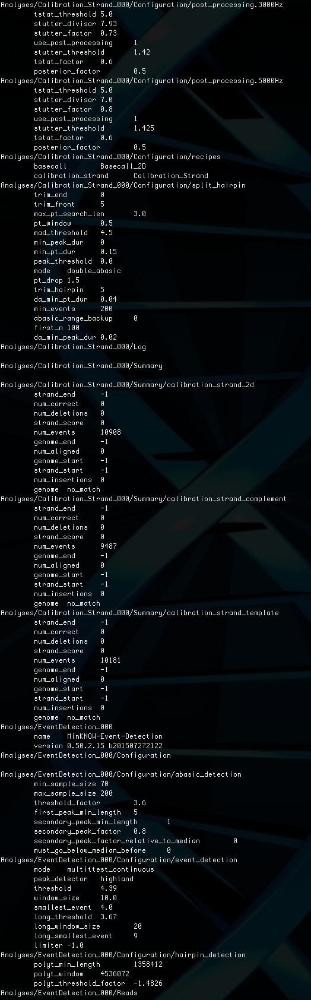 Analyses/Calibration_Strand_000/Configuration/post_processing.3000Hz
tstat_threshold 5.0
stutter_divisor 7.93
stutter_factor 0.73
use_post_processing 1
stutter_threshold 1.42
tstat_factor 0.6
posterior_factor 0.5
Analyses/Calibration_Strand_000/Configuration/post_processing.5000Hz
tstat_threshold 5.0
stutter_divisor 7.0
stutter_factor 0.8
use_post_processing 1
stutter_threshold 1.425
tstat_factor 0.6
posterior_factor 0.5
Analyses/Calibration_Strand_000/Configuration/recipes
basecall Basecall_2D
calibration_strand Calibration_Strand
Analyses/Calibration_Strand_000/Configuration/split_hairpin
trim_end 0
trim_front 5
max_pt_search_len 3.0
pt_window 0.5
mad_threshold 4.5
min_peak_dur 0
min_pt_dur 0.15
peak_threshold 0.0
mode double_abasic
pt_drop 1.5
trim_hairpin 5
da_min_pt_dur 0.04
min_events 200
abasic_range_backup 0
first_n 100
da_min_peak_dur 0.02
Analyses/Calibration_Strand_000/Log
Analyses/Calibration_Strand_000/Summary
Analyses/Calibration_Strand_000/Summary/calibration_strand_2d
strand_end -1
num_correct 0
num_deletions 0
strand_score 0
num_events 10908
genome_end -1
num_aligned 0
genome_start -1
strand_start -1
num_insertions 0
genome no_match
Analyses/Calibration_Strand_000/Summary/calibration_strand_complement
strand_end -1
num_correct 0
num_deletions 0
strand_score 0
num_events 9487
genome_end -1
num_aligned 0
genome_start -1
strand_start -1
num_insertions 0
genome no_match
Analyses/Calibration_Strand_000/Summary/calibration_strand_template
strand_end -1
num_correct 0
num_deletions 0
strand_score 0
num_events 10181
genome_end -1
num_aligned 0
genome_start -1
strand_start -1
num_insertions 0
genome no_match
Analyses/EventDetection_000
name MinKNOW-Event-Detection
version 0.50.2.15 b201507272122
Analyses/EventDetection_000/Configuration
Analyses/EventDetection_000/Configuration/abasic_detection
min_sample_size 70
max_sample_size 200
threshold_factor 3.6
first_peak_min_length 5
secondary_peak_min_length 1
secondary_peak_factor 0.8
secondary_peak_factor_relative_to_median 0
must_go_below_median_before 0
Analyses/EventDetection_000/Configuration/event_detection
mode multittest_continuous
peak_detector highland
threshold 4.39
window_size 10.0
smallest_event 4.0
long_threshold 3.67
long_window_size 20
long_smallest_event 9
limiter -1.0
Analyses/EventDetection_000/Configuration/hairpin_detection
polyt_min_length 1358412
polyt_window 4536072
polyt_threshold_factor -1.4826
Analyses/EventDetection_000/Reads